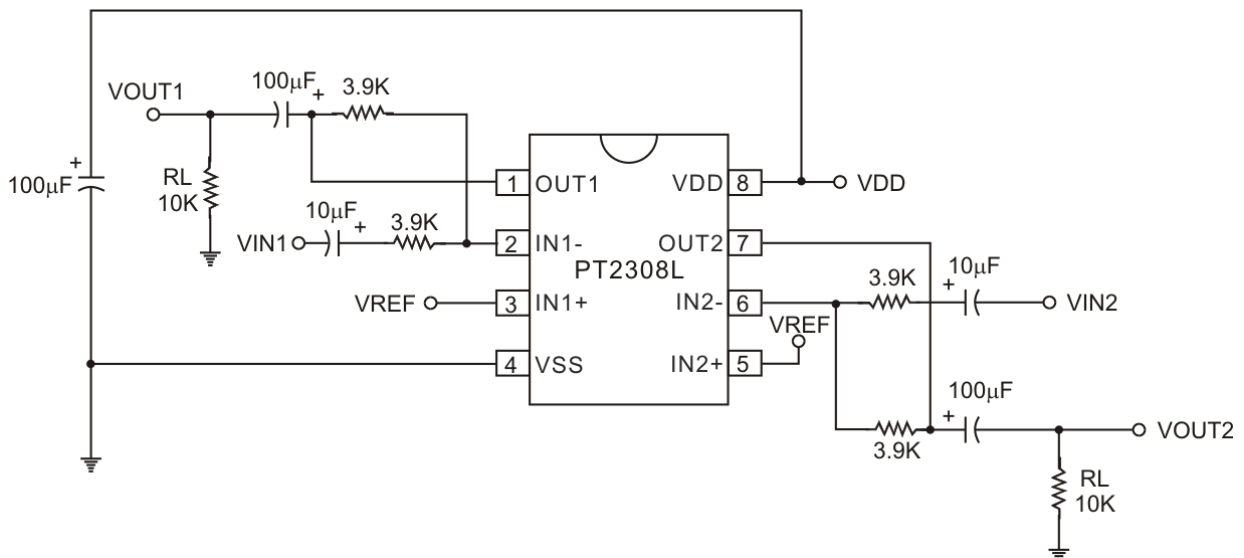 100μF +
3.9K
VOUT1
+
100μF
RL
10K
1 OUT1
VDD 8
VDD
10μF +
3.9K
VIN1
2 IN1-
OUT2 7
PT2308L
3.9K
+ 10μF
VREF
3 IN1+
IN2- 6
VIN2
VREF
4 VSS
IN2+ 5
+ 100μF
3.9K
VOUT2
RL
10K